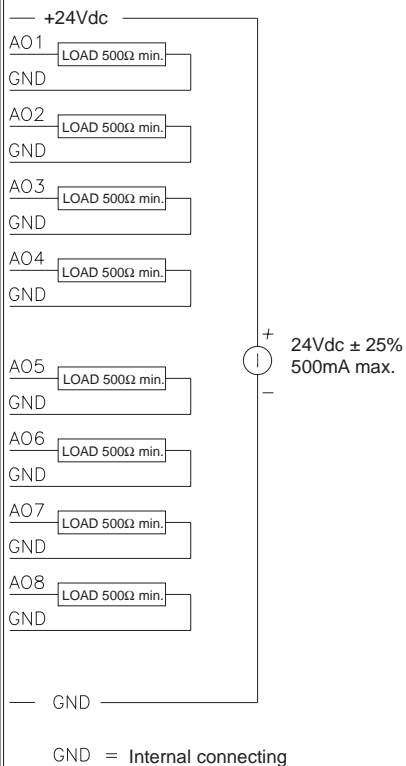 +24Vdc
AO1
LOAD 500Ω min.
GND
AO2
LOAD 500Ω min.
GND
AO3
LOAD 500Ω min.
GND
AO4
LOAD 500Ω min.
GND
+
24Vdc ± 25%
500mA max.
−
AO5
LOAD 500Ω min.
GND
AO6
LOAD 500Ω min.
GND
AO7
LOAD 500Ω min.
GND
AO8
LOAD 500Ω min.
GND
GND
GND = Internal connecting